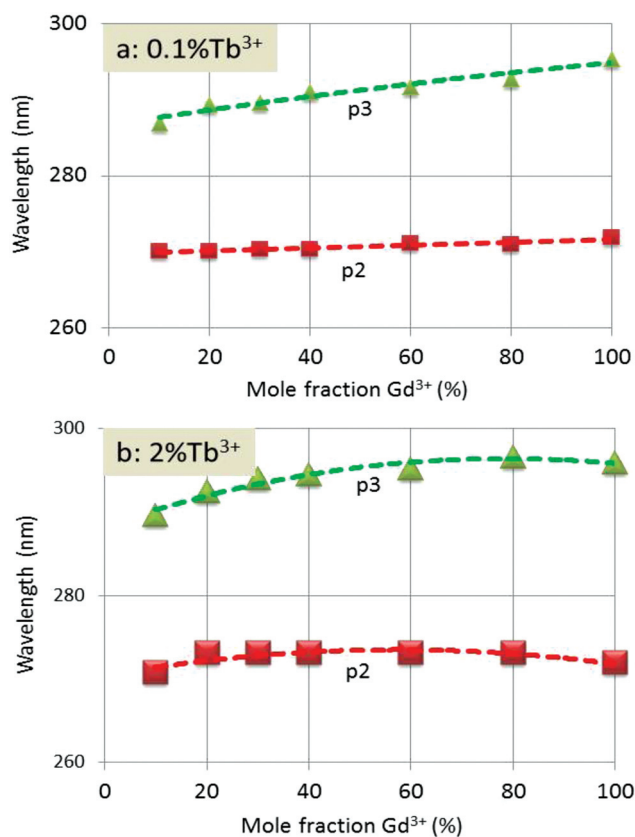 300
a: 0.1%Tb³⁺
p3
280
p2
260
Wavelength (nm)
0 20 40 60 80 100
Mole fraction Gd³⁺ (%)
300
b: 2%Tb³⁺
p3
280
p2
260
Wavelength (nm)
0 20 40 60 80 100
Mole fraction Gd³⁺ (%)